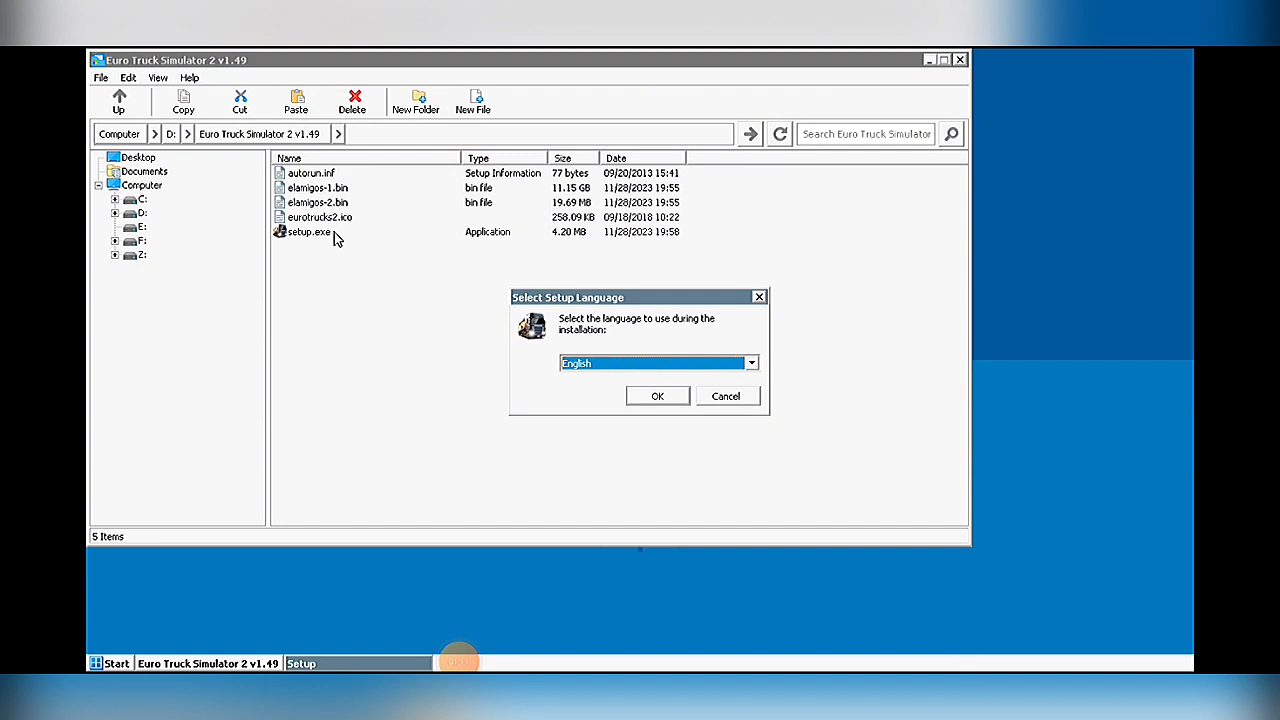 Euro Truck Simulator 2 v1.49
File Edit View Help
Up Copy Cut Paste Delete New Folder New File
Computer D: Euro Truck Simulator 2 v1.49 Search Euro Truck Simulator
Desktop
Documents
Computer
C:
D:
E:
F:
Z:
Name Type Size Date
autorun.inf Setup Information 77 bytes 09/20/2013 15:41
elamigos-1.bin bin file 11.15 GB 11/28/2023 19:55
elamigos-2.bin bin file 19.69 MB 11/28/2023 19:55
eurotrucks2.ico 258.09 KB 09/18/2018 10:22
setup.exe Application 4.20 MB 11/28/2023 19:58
Select Setup Language
Select the language to use during the
installation:
English
OK Cancel
5 Items
Start Euro Truck Simulator 2 v1.49 Setup